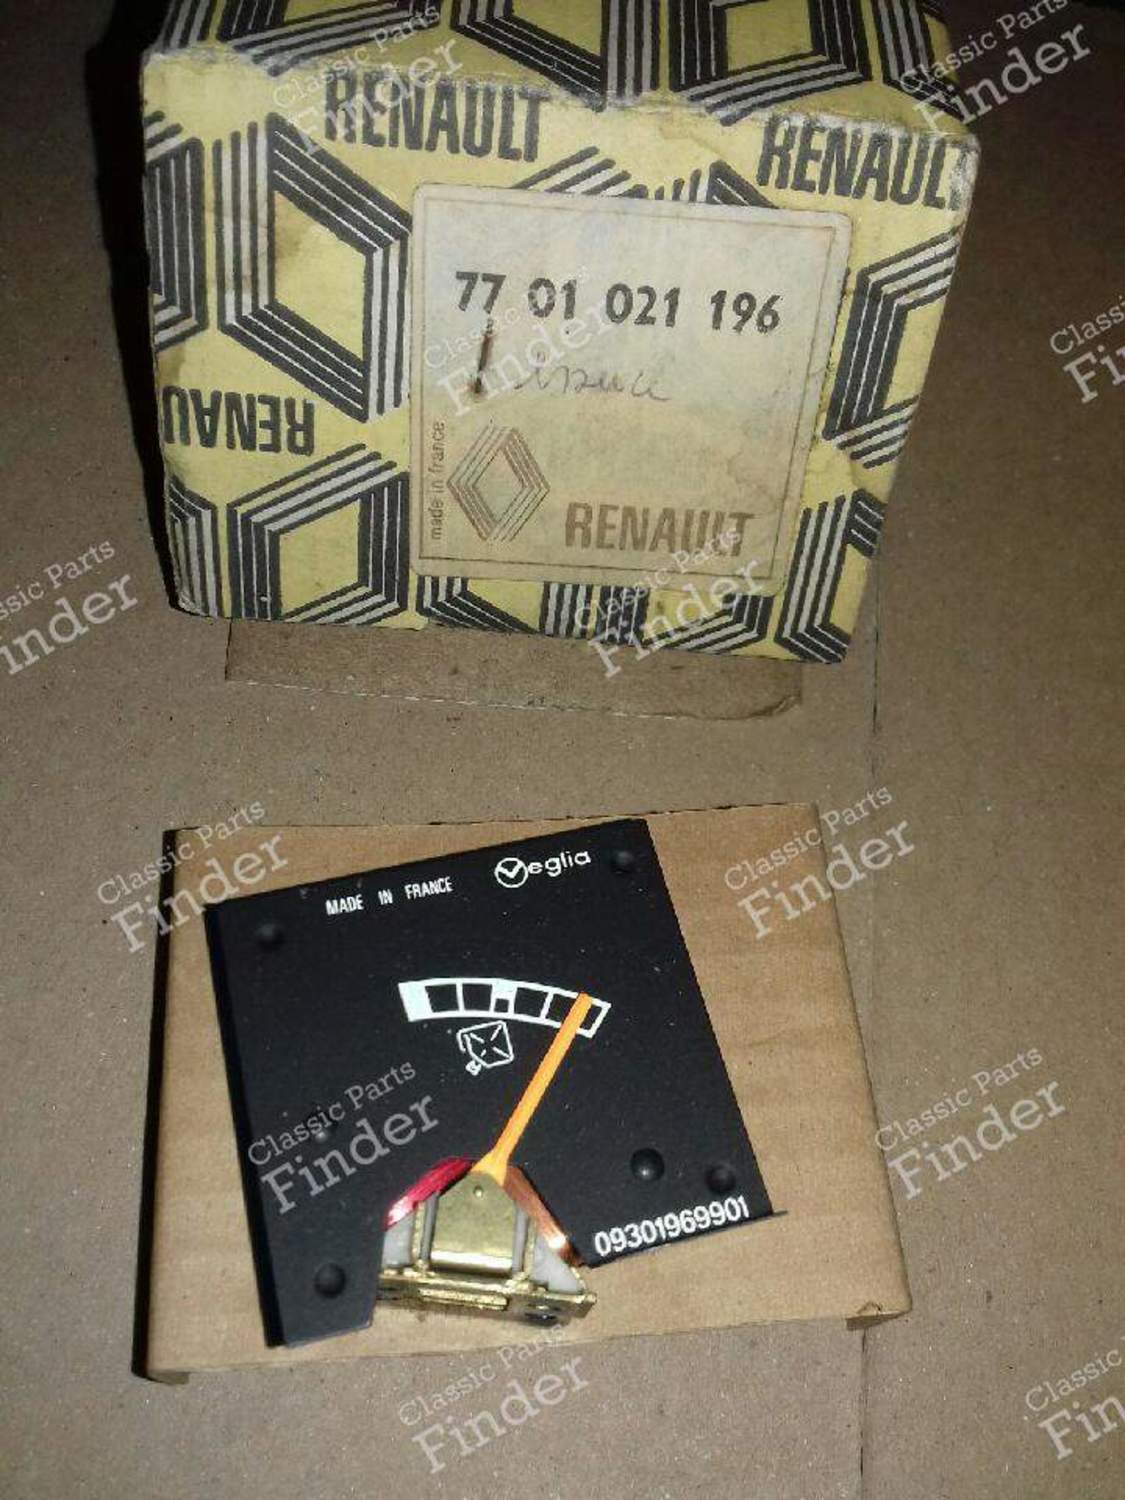 RENAULT
RENAULT
77 01 021 196
RENAU
made in france
RENAULT
MADE IN FRANCE
Veglia
09301969901
Classic Parts
Finder